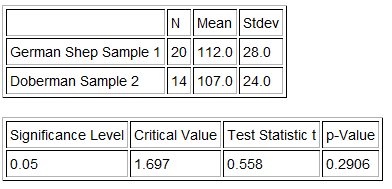 N Mean Stdev
German Shep Sample 1 20 112.0 28.0
Doberman Sample 2 14 107.0 24.0
Significance Level Critical Value Test Statistic t p-Value
0.05 1.697 0.558 0.2906